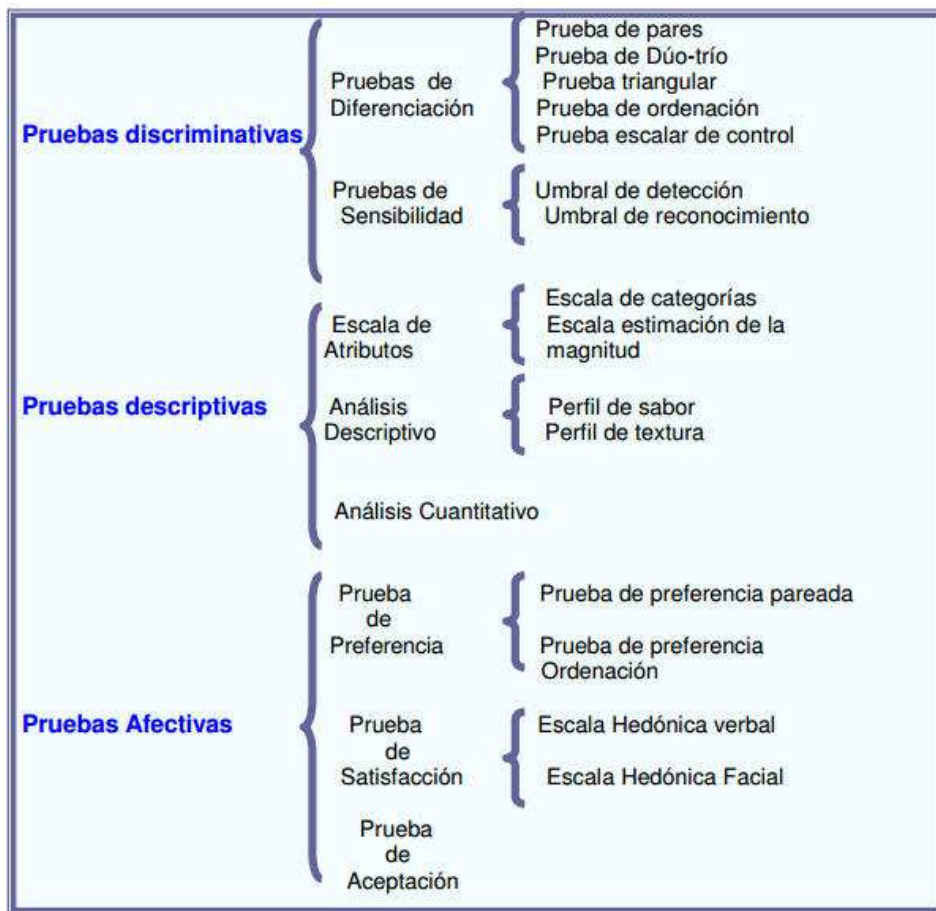 Pruebas discriminativas
Pruebas de
Diferenciación
Prueba de pares
Prueba de Dúo-trío
Prueba triangular
Prueba de ordenación
Prueba escalar de control
Pruebas de
Sensibilidad
Umbral de detección
Umbral de reconocimiento
Pruebas descriptivas
Escala de
Atributos
Escala de categorías
Escala estimación de la
magnitud
Análisis
Descriptivo
Perfil de sabor
Perfil de textura
Análisis Cuantitativo
Pruebas Afectivas
Prueba
de
Preferencia
Prueba de preferencia pareada
Prueba de preferencia
Ordenación
Prueba
de
Satisfacción
Escala Hedónica verbal
Escala Hedónica Facial
Prueba
de
Aceptación